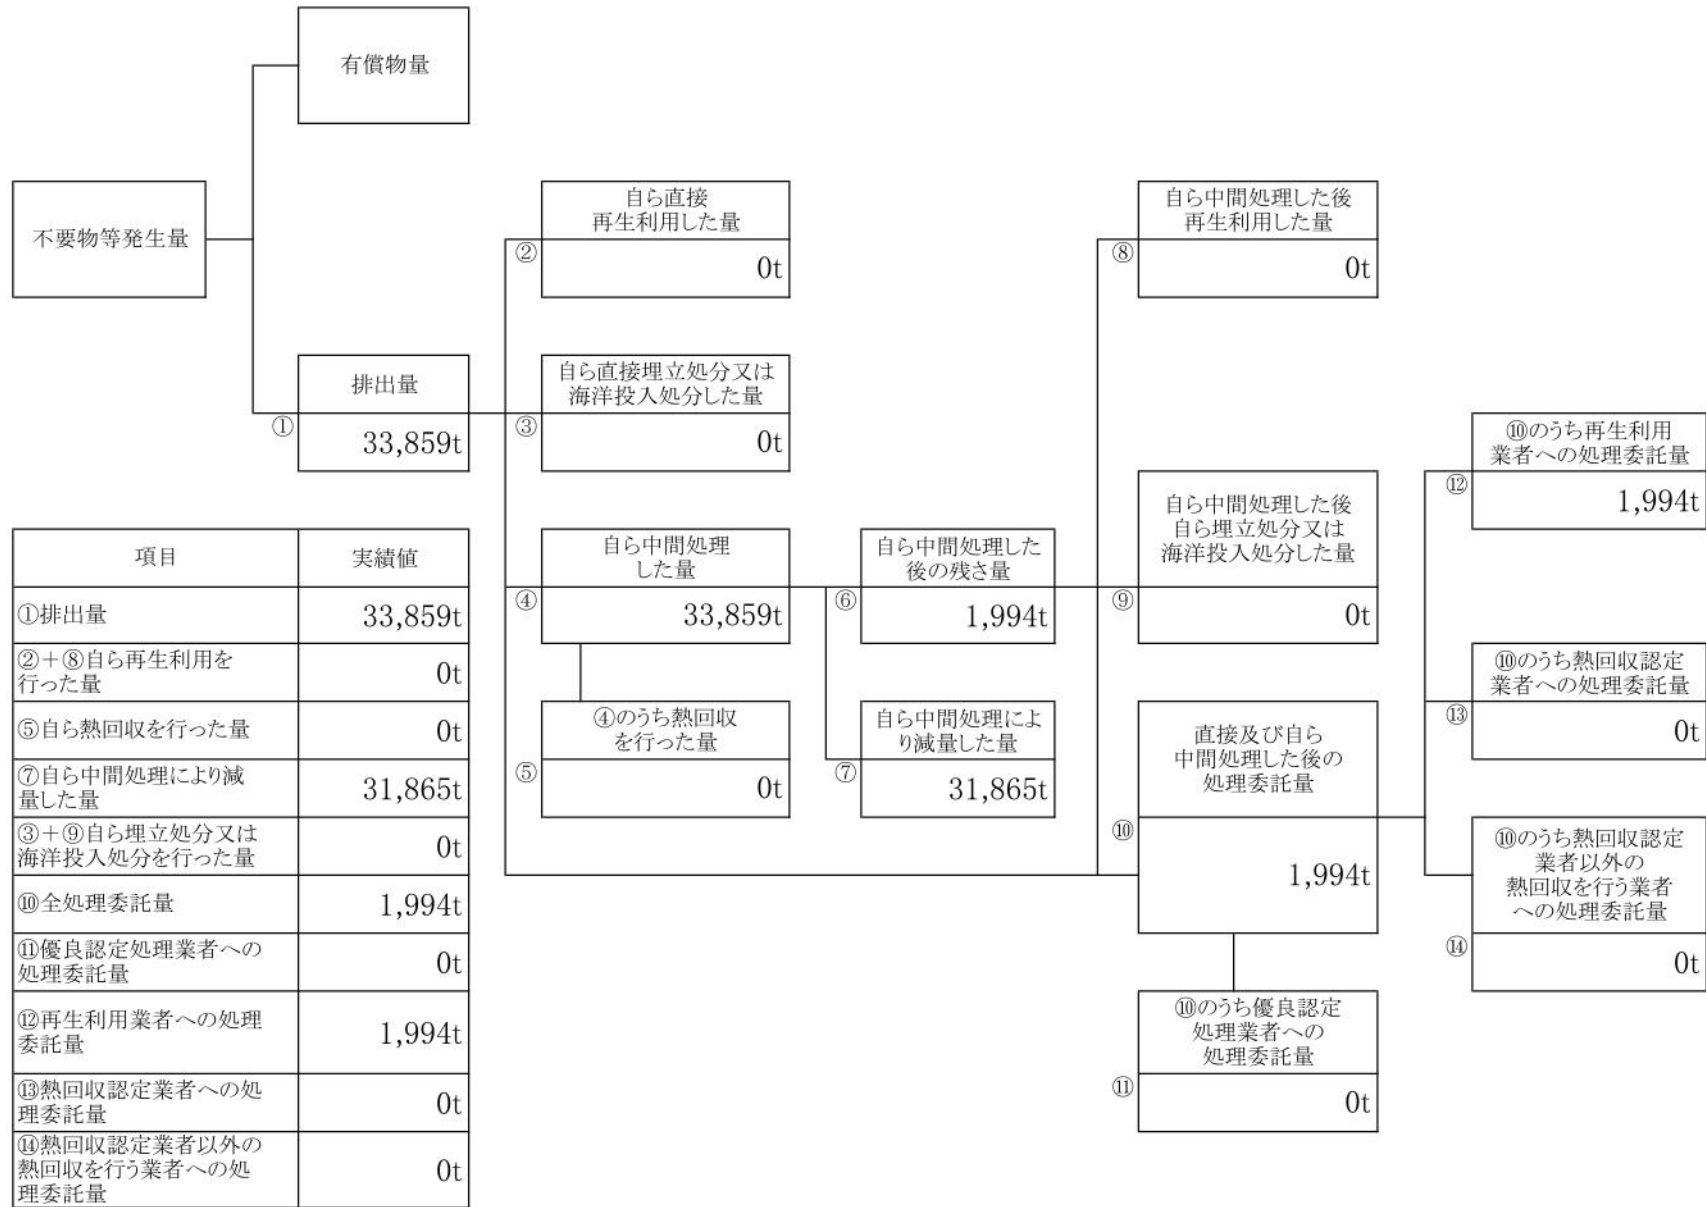 有償物量
不要物等発生量
自ら直接
再生利用した量
②
0t
自ら中間処理した後
再生利用した量
⑧
0t
排出量
①
33,859t
自ら直接埋立処分又は
海洋投入処分した量
③
0t
自ら中間処理
した量
④
33,859t
自ら中間処理した
後の残さ量
⑥
1,994t
自ら中間処理した後
自ら埋立処分又は
海洋投入処分した量
⑨
0t
⑩のうち再生利用
業者への処理委託量
⑫
1,994t
④のうち熱回収
を行った量
⑤
0t
自ら中間処理によ
り減量した量
⑦
31,865t
直接及び自ら
中間処理した後の
処理委託量
⑩
1,994t
⑩のうち熱回収認定
業者への処理委託量
⑬
0t
⑩のうち熱回収認定
業者以外の
熱回収を行う業者
への処理委託量
⑭
0t
⑩のうち優良認定
処理業者への
処理委託量
⑪
0t
項目 実績値
①排出量 33,859t
②+⑧自ら再生利用を
行った量 0t
⑤自ら熱回収を行った量 0t
⑦自ら中間処理により減
量した量 31,865t
③+⑨自ら埋立処分又は
海洋投入処分を行った量 0t
⑩全処理委託量 1,994t
⑪優良認定処理業者への
処理委託量 0t
⑫再生利用業者への処理
委託量 1,994t
⑬熱回収認定業者への処
理委託量 0t
⑭熱回収認定業者以外の
熱回収を行う業者への処
理委託量 0t